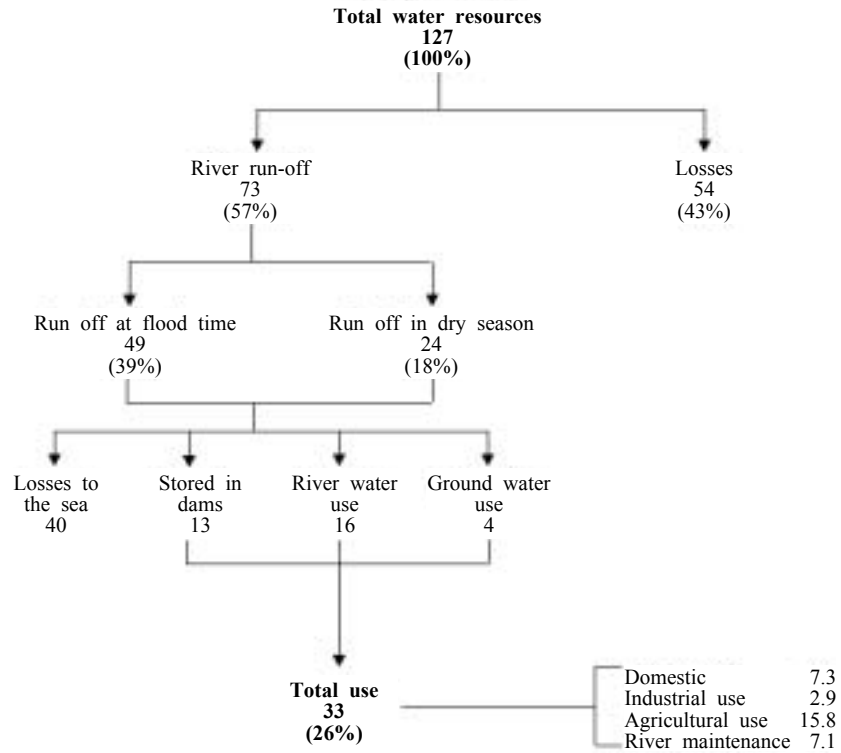 Total water resources
127
(100%)
River run-off
73
(57%)
Losses
54
(43%)
Run off at flood time
49
(39%)
Run off in dry season
24
(18%)
Losses to
the sea
40
Stored in
dams
13
River water
use
16
Ground water
use
4
Total use
33
(26%)
Domestic 7.3
Industrial use 2.9
Agricultural use 15.8
River maintenance 7.1